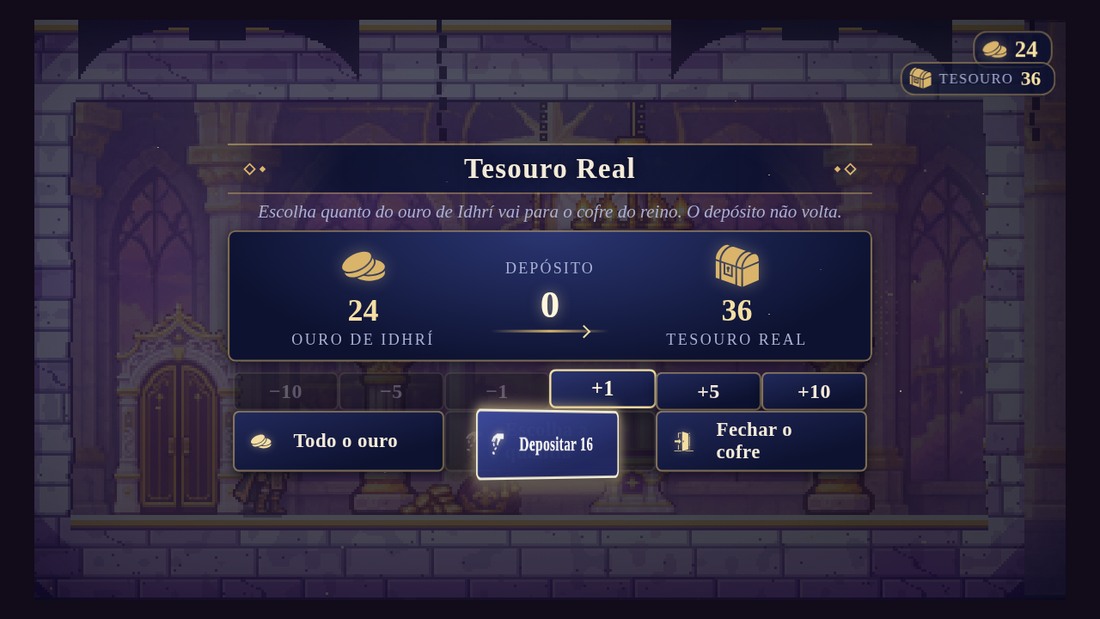 24
TESOURO 36
Tesouro Real
Escolha quanto do ouro de Idhrí vai para o cofre do reino. O depósito não volta.
DEPÓSITO
24
0
36
OURO DE IDHRÍ
TESOURO REAL
−10
−5
−1
+1
+5
+10
Todo o ouro
Depositar 16
Fechar o
cofre